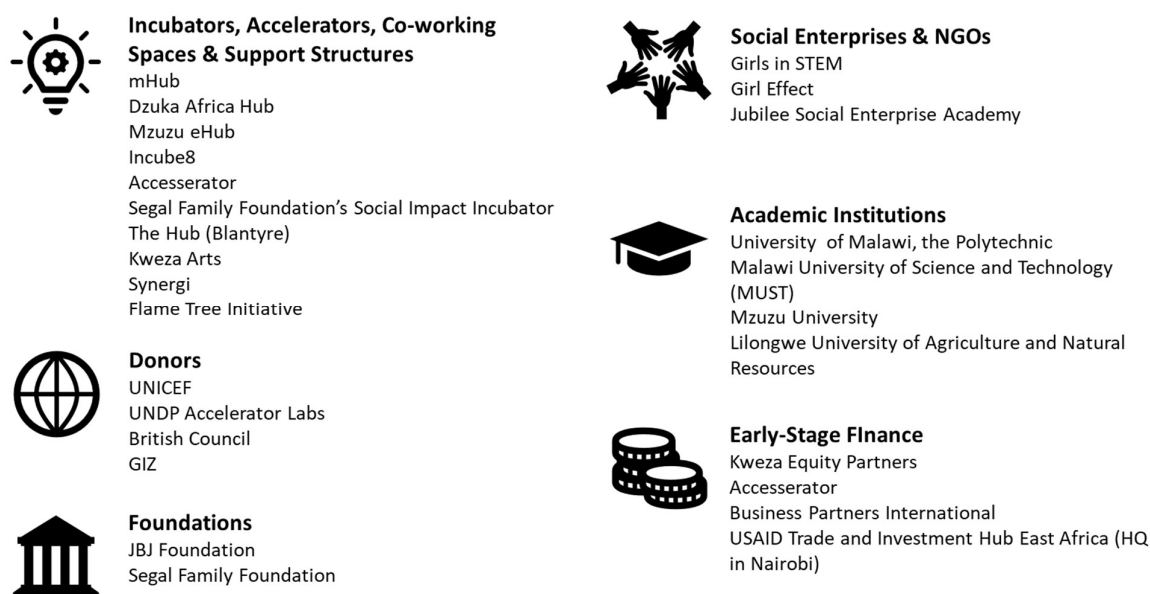 Incubators, Accelerators, Co-working
Spaces & Support Structures
mHub
Dzuka Africa Hub
Mzuzu eHub
Incube8
Accesserator
Segal Family Foundation’s Social Impact Incubator
The Hub (Blantyre)
Kweza Arts
Synergi
Flame Tree Initiative
Donors
UNICEF
UNDP Accelerator Labs
British Council
GIZ
Foundations
JBJ Foundation
Segal Family Foundation
Social Enterprises & NGOs
Girls in STEM
Girl Effect
Jubilee Social Enterprise Academy
Academic Institutions
University  of Malawi, the Polytechnic
Malawi University of Science and Technology
(MUST)
Mzuzu University
Lilongwe University of Agriculture and Natural
Resources
Early-Stage FInance
Kweza Equity Partners
Accesserator
Business Partners International
USAID Trade and Investment Hub East Africa (HQ
in Nairobi)